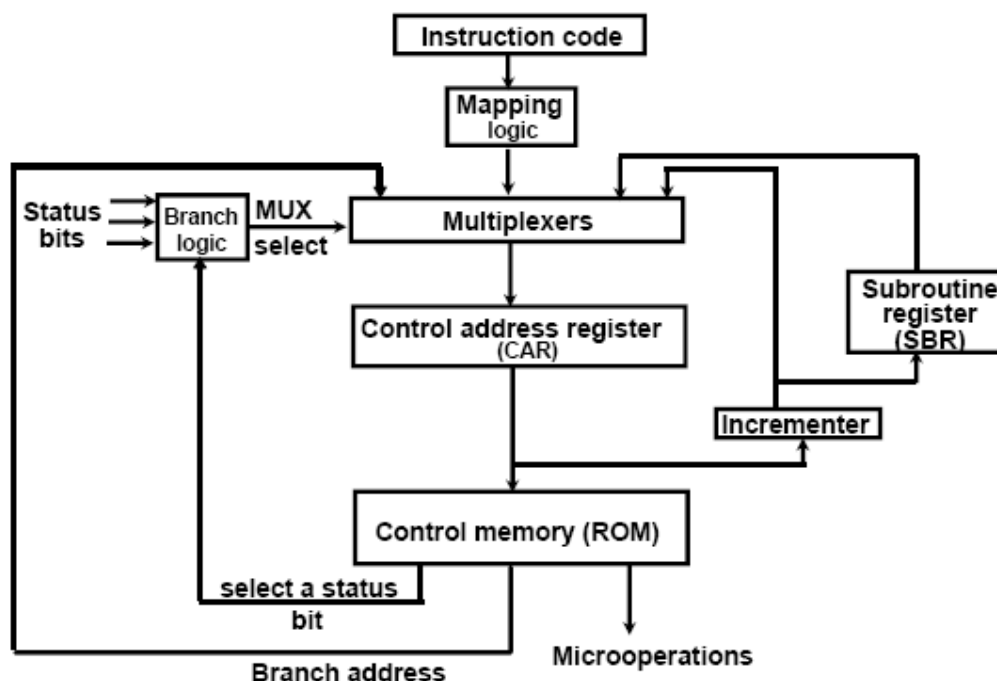 Instruction code
Mapping
logic
Status
bits
Branch
logic
MUX
select
Multiplexers
Subroutine
register
(SBR)
Control address register
(CAR)
Incrementer
Control memory (ROM)
select a status
bit
Branch address
Microoperations